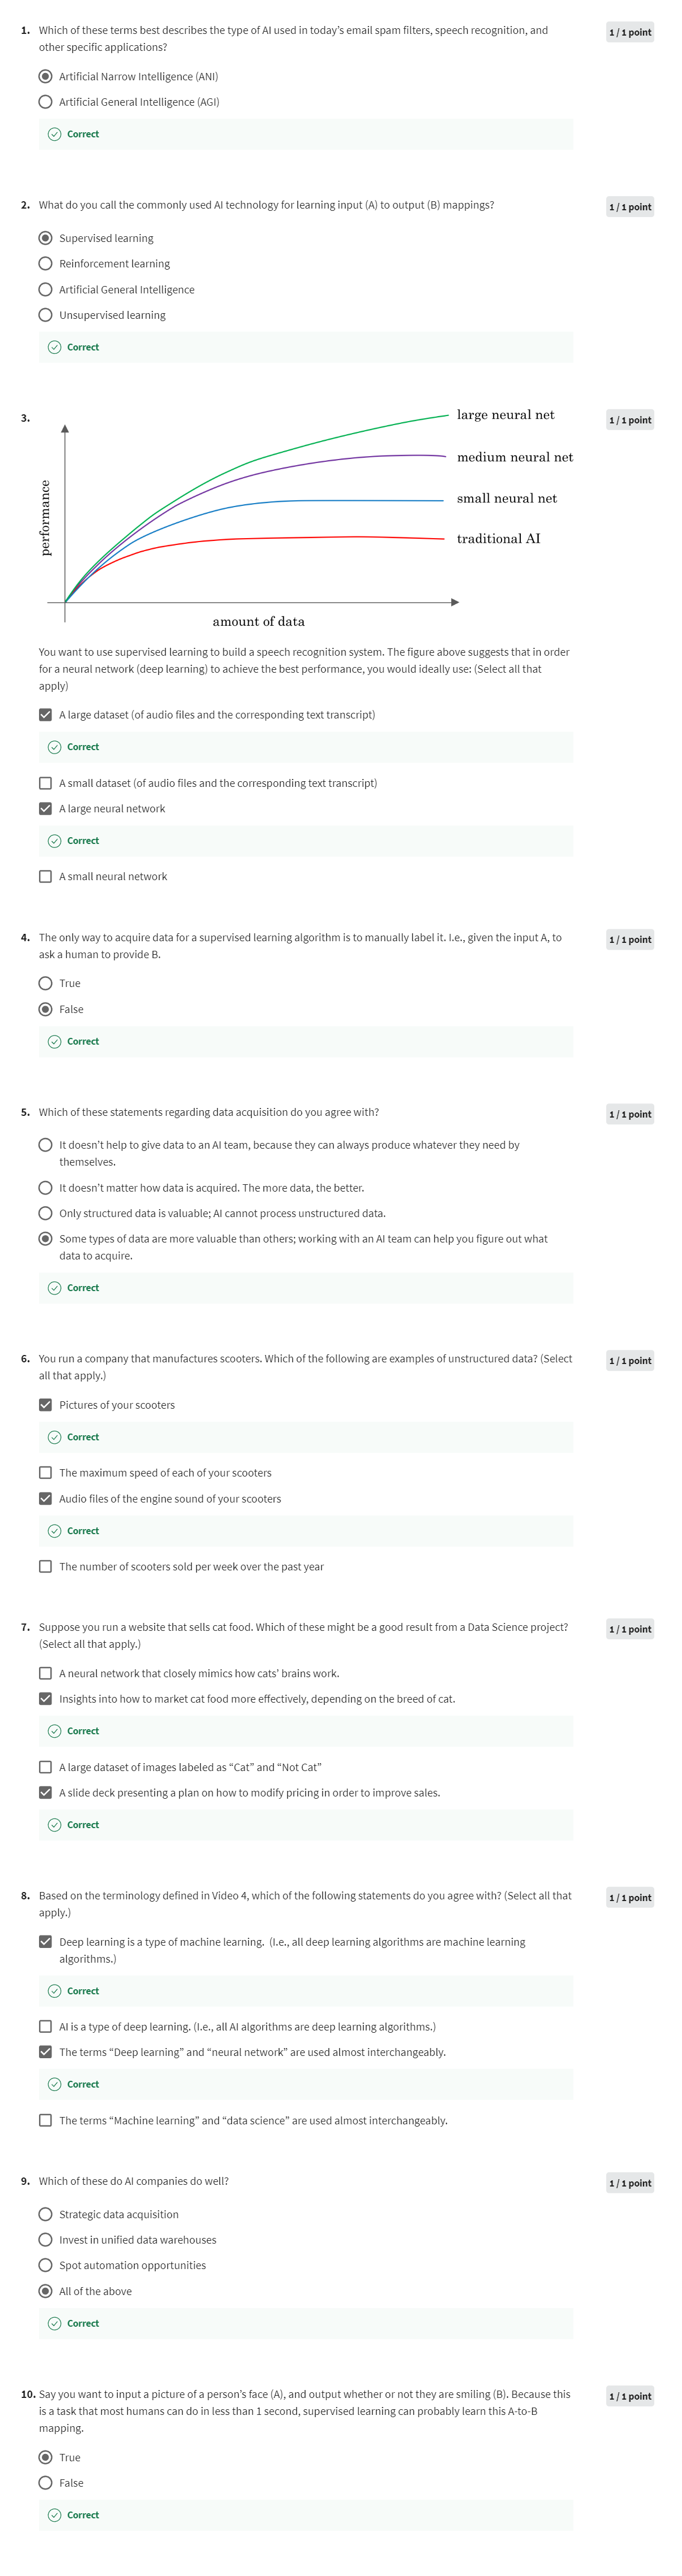 1. Which of these terms best describes the type of AI used in today's email spam filters, speech recognition, and
other specific applications?
1 / 1 point
Artificial Narrow Intelligence (ANI)
Artificial General Intelligence (AGI)
Correct
2. What do you call the commonly used AI technology for learning input (A) to output (B) mappings?
1 / 1 point
Supervised learning
Reinforcement learning
Artificial General Intelligence
Unsupervised learning
Correct
3.
1 / 1 point
large neural net
medium neural net
small neural net
traditional AI
performance
amount of data
You want to use supervised learning to build a speech recognition system. The figure above suggests that in order
for a neural network (deep learning) to achieve the best performance, you would ideally use: (Select all that
apply)
A large dataset (of audio files and the corresponding text transcript)
Correct
A small dataset (of audio files and the corresponding text transcript)
A large neural network
Correct
A small neural network
4. The only way to acquire data for a supervised learning algorithm is to manually label it. I.e., given the input A, to
ask a human to provide B.
1 / 1 point
True
False
Correct
5. Which of these statements regarding data acquisition do you agree with?
1 / 1 point
It doesn't help to give data to an AI team, because they can always produce whatever they need by
themselves.
It doesn't matter how data is acquired. The more data, the better.
Only structured data is valuable; AI cannot process unstructured data.
Some types of data are more valuable than others; working with an AI team can help you figure out what
data to acquire.
Correct
6. You run a company that manufactures scooters. Which of the following are examples of unstructured data? (Select
all that apply.)
1 / 1 point
Pictures of your scooters
Correct
The maximum speed of each of your scooters
Audio files of the engine sound of your scooters
Correct
The number of scooters sold per week over the past year
7. Suppose you run a website that sells cat food. Which of these might be a good result from a Data Science project?
(Select all that apply.)
1 / 1 point
A neural network that closely mimics how cats' brains work.
Insights into how to market cat food more effectively, depending on the breed of cat.
Correct
A large dataset of images labeled as “Cat” and “Not Cat”
A slide deck presenting a plan on how to modify pricing in order to improve sales.
Correct
8. Based on the terminology defined in Video 4, which of the following statements do you agree with? (Select all that
apply.)
1 / 1 point
Deep learning is a type of machine learning. (I.e., all deep learning algorithms are machine learning
algorithms.)
Correct
AI is a type of deep learning. (I.e., all AI algorithms are deep learning algorithms.)
The terms “Deep learning” and “neural network” are used almost interchangeably.
Correct
The terms “Machine learning” and “data science” are used almost interchangeably.
9. Which of these do AI companies do well?
1 / 1 point
Strategic data acquisition
Invest in unified data warehouses
Spot automation opportunities
All of the above
Correct
10. Say you want to input a picture of a person's face (A), and output whether or not they are smiling (B). Because this
is a task that most humans can do in less than 1 second, supervised learning can probably learn this A-to-B
mapping.
1 / 1 point
True
False
Correct